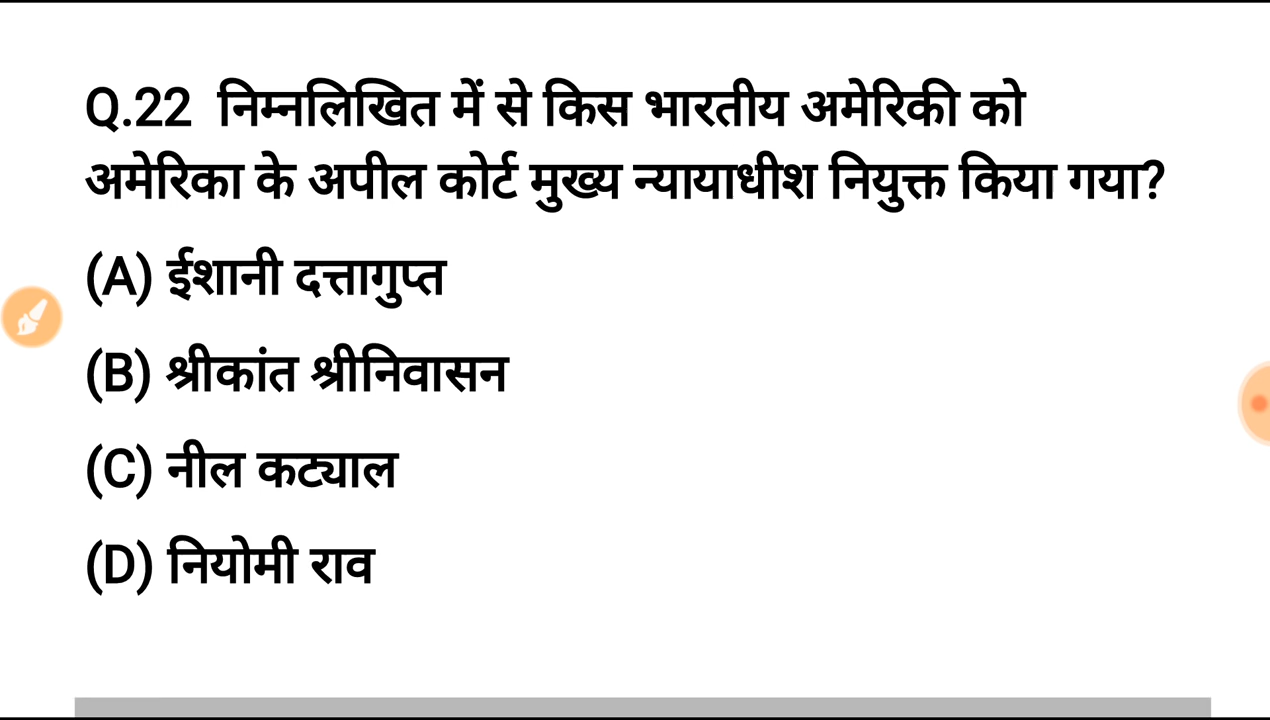 Q.22 निम्नलिखित में से किस भारतीय अमेरिकी को
अमेरिका के अपील कोर्ट मुख्य न्यायाधीश नियुक्त किया गया?
(A) ईशानी दत्तागुप्त
(B) श्रीकांत श्रीनिवासन
(C) नील कट्याल
(D) नियोमी राव